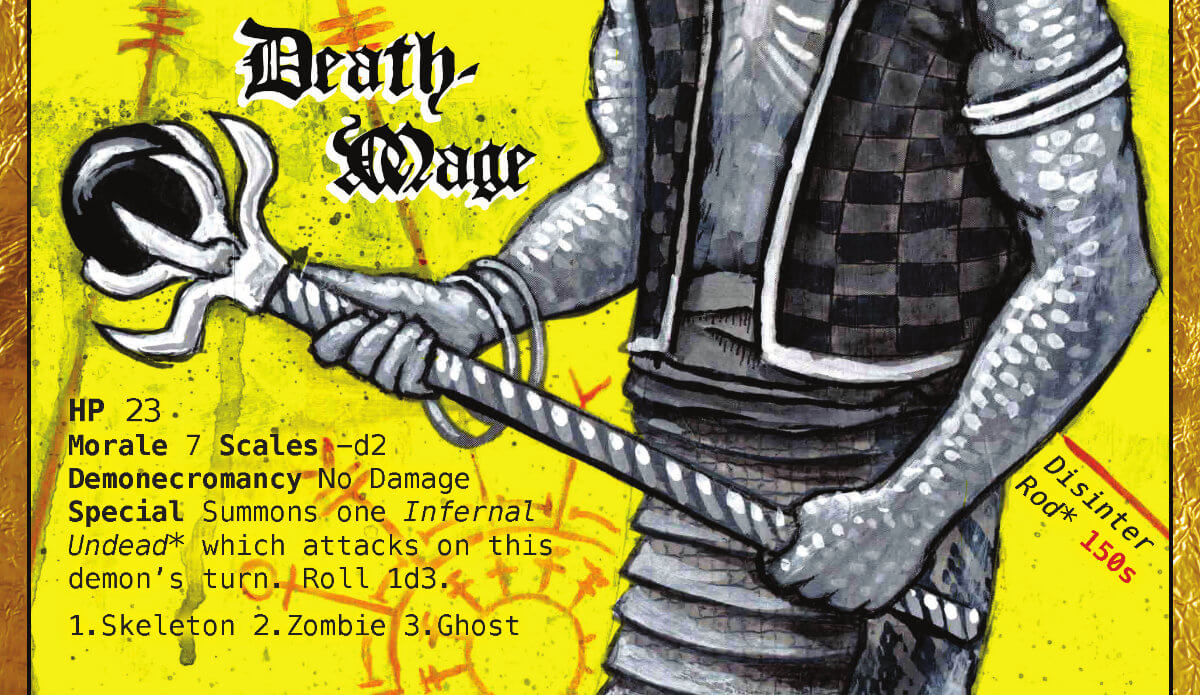 Death-
Mage
HP 23
Morale 7 Scales -d2
Demonecromancy No Damage
Special Summons one Infernal
Undead* which attacks on this
demon's turn. Roll 1d3.
1.Skeleton 2.Zombie 3.Ghost
Disinter
Rod* 150s